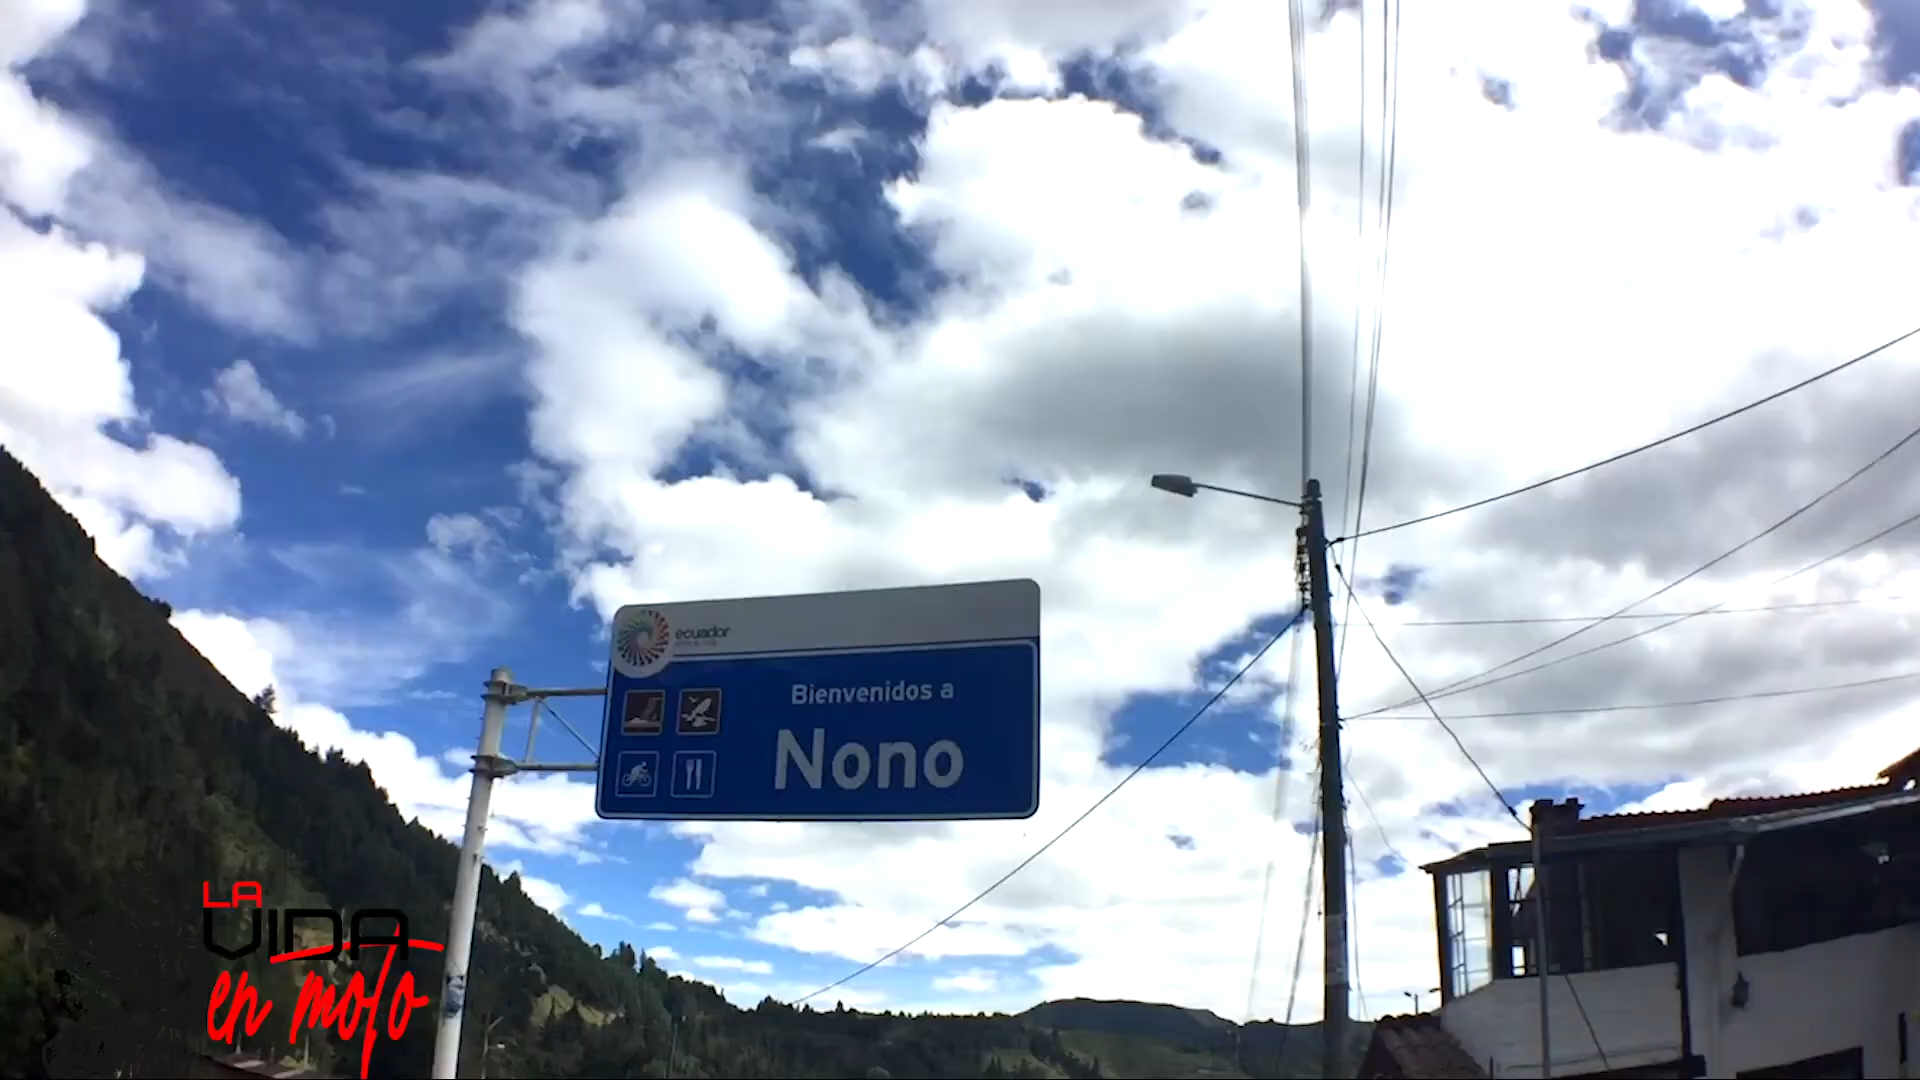 ecuador
Bienvenidos a
Nono
LA
VIDA
en moto